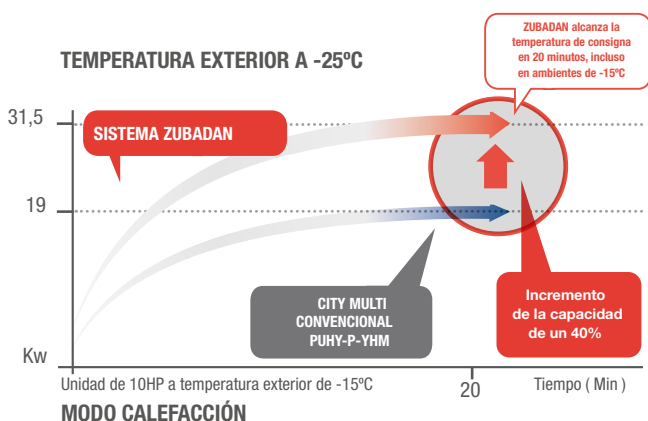 TEMPERATURA EXTERIOR A -25ºC
ZUBADAN alcanza la
temperatura de consigna
en 20 minutos, incluso
en ambientes de -15ºC
31,5
SISTEMA ZUBADAN
19
CITY MULTI
CONVENCIONAL
PUHY-P-YHM
Incremento
de la capacidad
de un 40%
Kw
Unidad de 10HP a temperatura exterior de -15ºC
20
Tiempo ( Min )
MODO CALEFACCIÓN